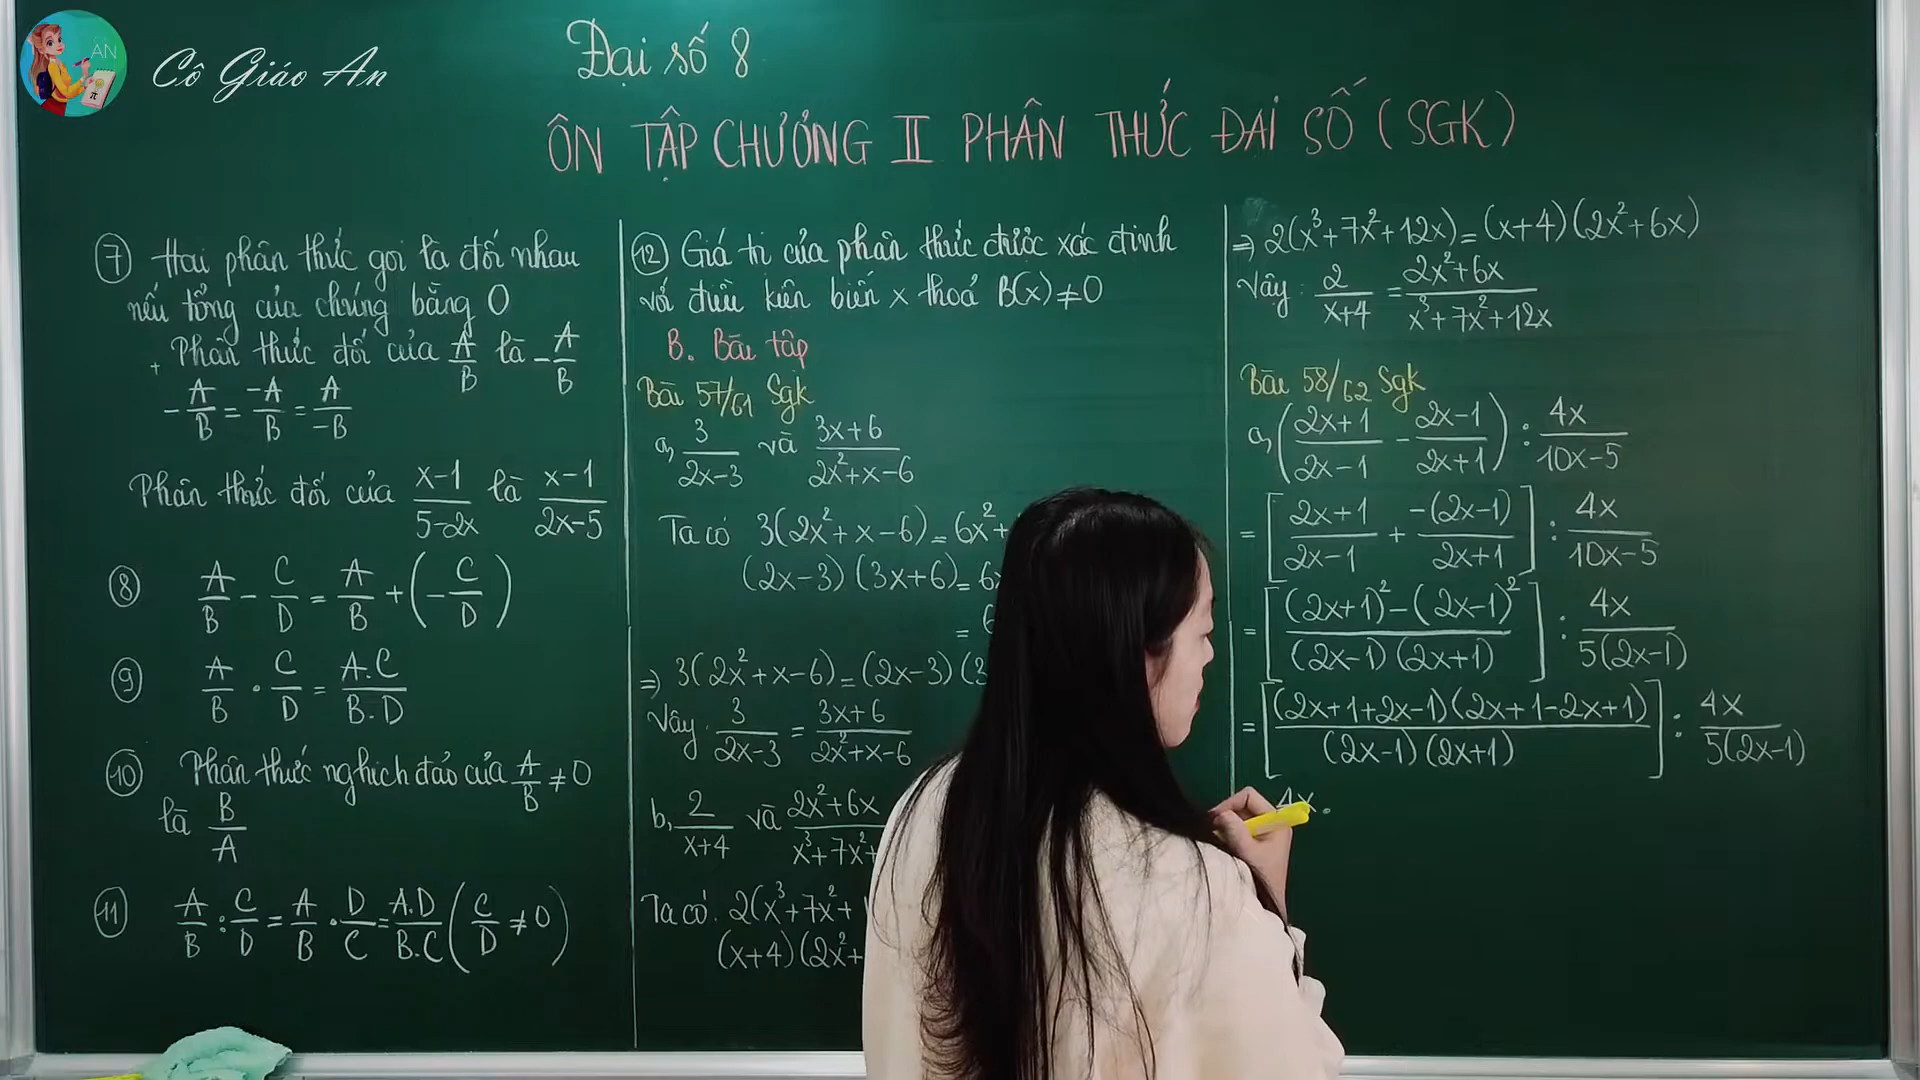 ÂN
Cô Giáo An
Đại số 8
ÔN TẬP CHƯƠNG II PHÂN THỨC ĐẠI SỐ (SGK)
⑦ Hai phân thức gọi là đối nhau
nếu tổng của chúng bằng 0
+ Phân thức đối của A/B là -A/B
-A/B = -A/B = A/-B
Phân thức đối của x-1/5-2x là x-1/2x-5
⑧ A/B - C/D = A/B + (-C/D)
⑨ A/B . C/D = A.C/B.D
⑩ Phân thức nghịch đảo của A/B ≠ 0
là B/A
⑪ A/B : C/D = A/B . D/C = A.D/B.C (C/D ≠ 0)
⑫ Giá trị của phân thức được xác định
với điều kiện biến x thoả B(x) ≠ 0
B. Bài tập
Bài 57/61 Sgk
a, 3/2x-3 và 3x+6/2x²+x-6
Ta có 3(2x²+x-6) = 6x²+
(2x-3)(3x+6) = 6x
= 6
⇒ 3(2x²+x-6) = (2x-3)(3
Vậy 3/2x-3 = 3x+6/2x²+x-6
b, 2/x+4 và 2x²+6x/x³+7x²+
Ta có 2(x³+7x²+
(x+4)(2x²+
⇒ 2(x³+7x²+12x) = (x+4)(2x²+6x)
Vậy: 2/x+4 = 2x²+6x/x³+7x²+12x
Bài 58/62 Sgk
a, (2x+1/2x-1 - 2x-1/2x+1) : 4x/10x-5
= [2x+1/2x-1 + -(2x-1)/2x+1] : 4x/10x-5
= [(2x+1)²-(2x-1)²/(2x-1)(2x+1)] : 4x/5(2x-1)
= [(2x+1+2x-1)(2x+1-2x+1)/(2x-1)(2x+1)] : 4x/5(2x-1)
4x.